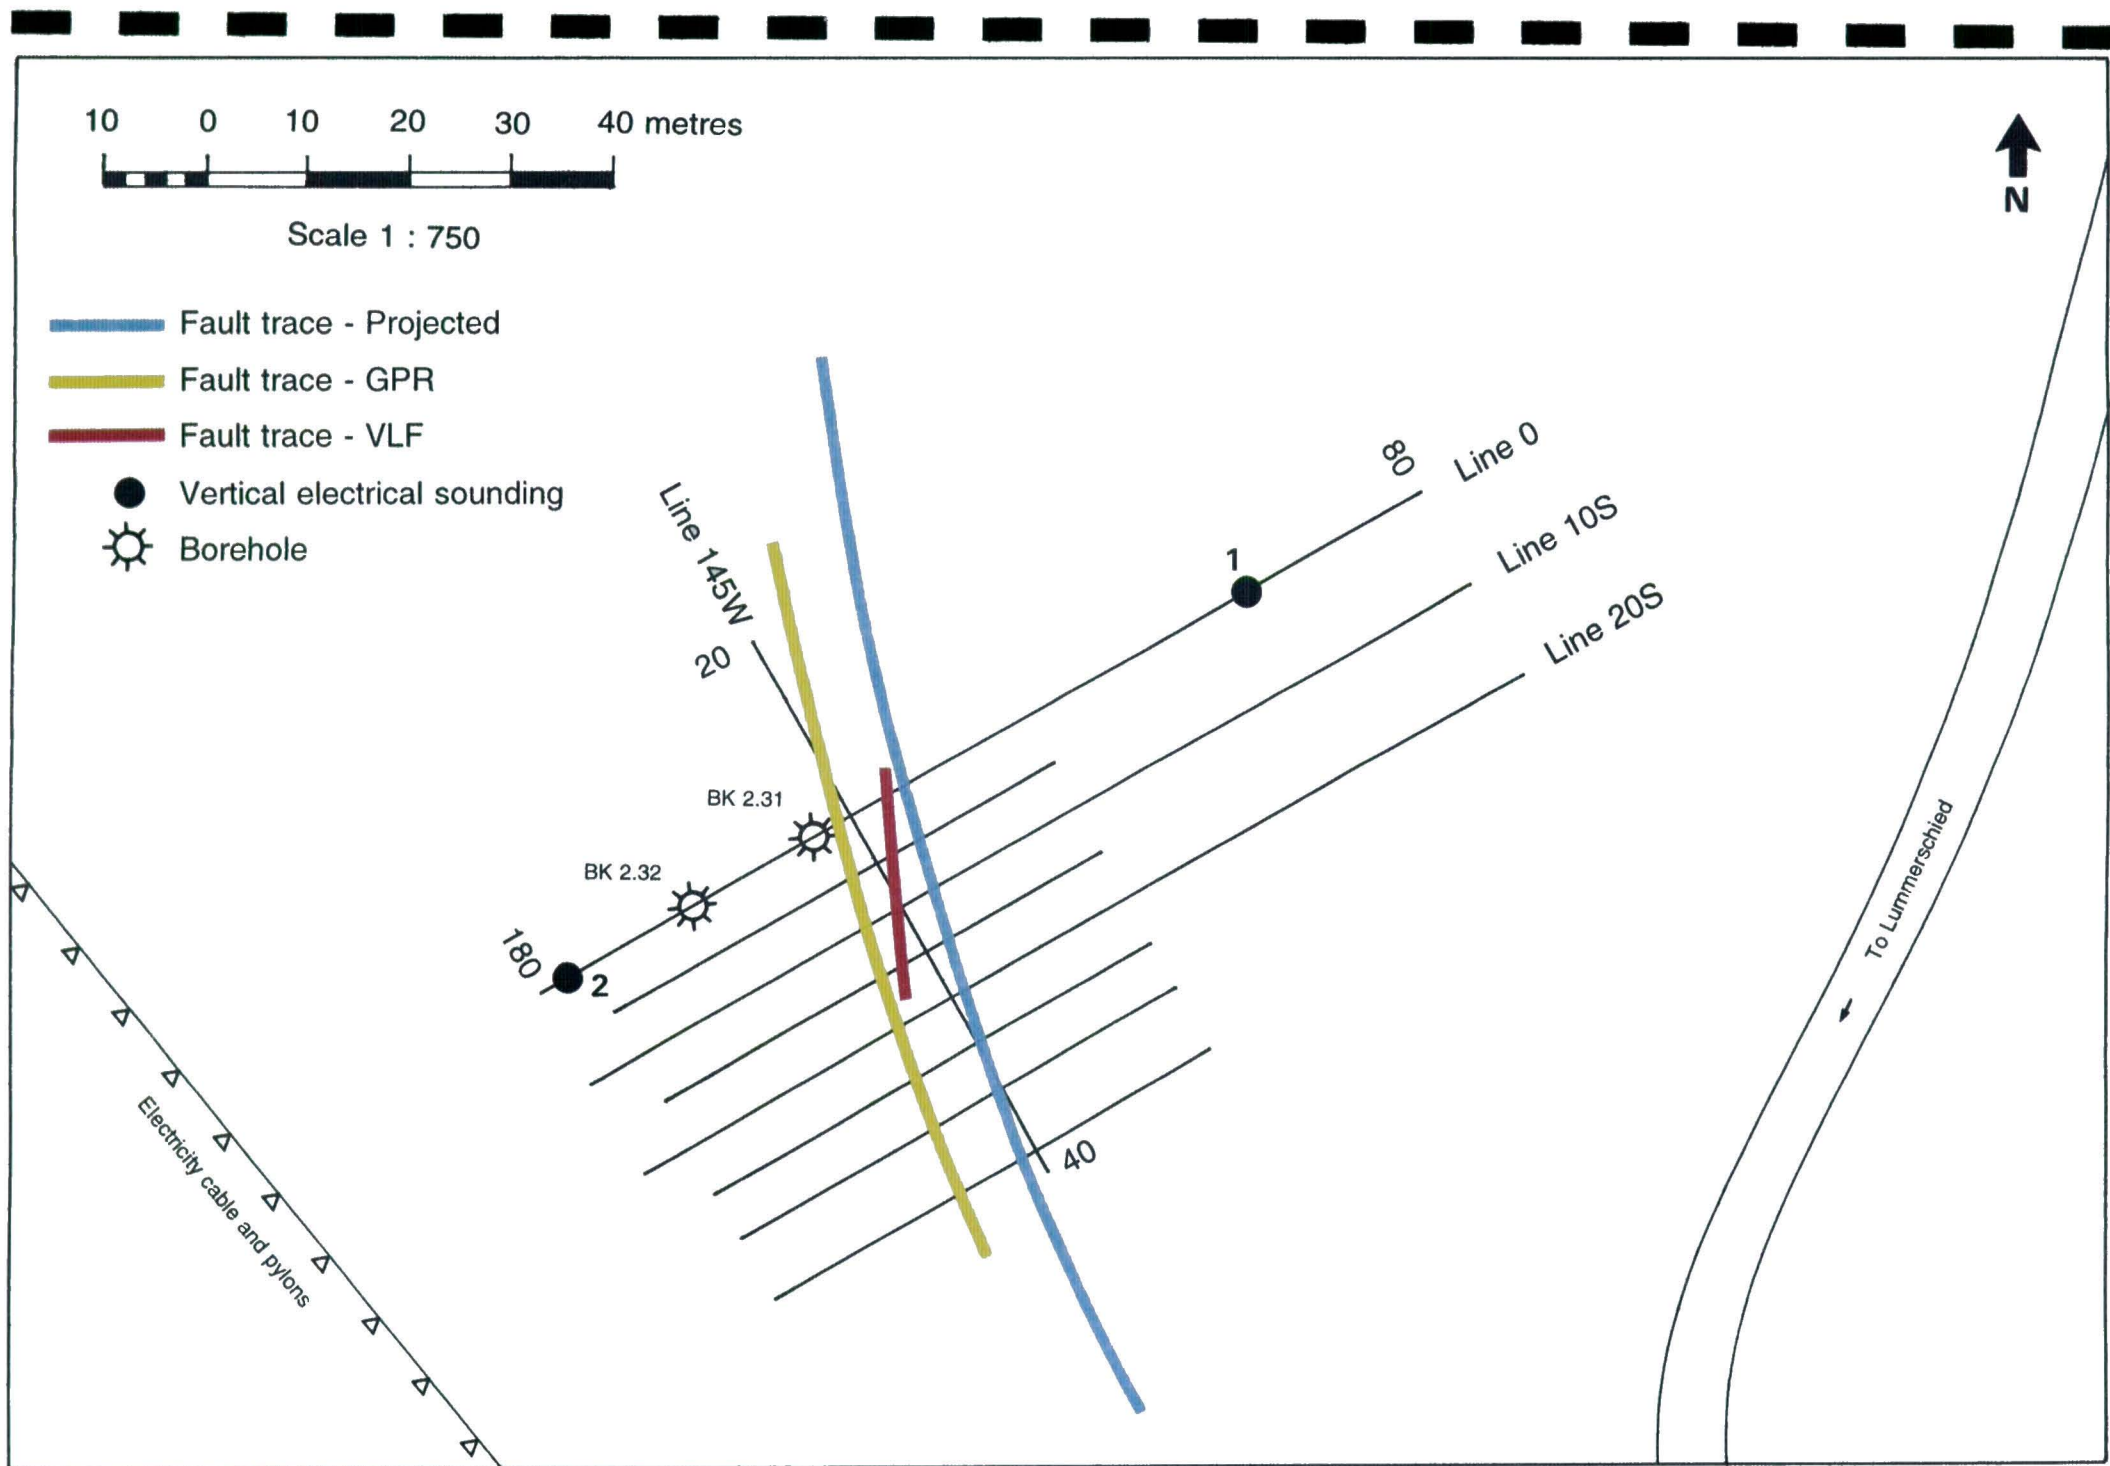 10 0 10 20 30 40 metres
Scale 1 : 750
N
Fault trace - Projected
Fault trace - GPR
Fault trace - VLF
Vertical electrical sounding
Borehole
80
Line 0
Line 10S
Line 20S
Line 145W
20
1
BK 2.31
BK 2.32
180
2
40
To Lummerschied
Electricity cable and pylons